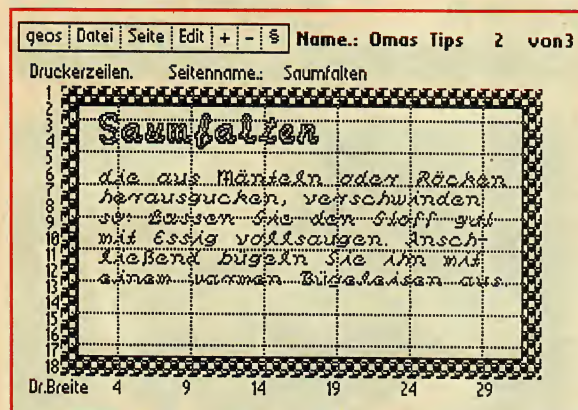 geos Datei Seite Edit + - § Name.: Omas Tips 2 von3
Druckerzeilen. Seitenname.: Saumfalten
1
2
3
4
5
6
7
8
9
10
11
12
13
14
15
16
17
18
Saumfalten
die aus Mänteln oder Röcken
herausgucken, verschwinden
so: Lassen Sie den Stoff gut
mit Essig vollsaugen. Ansch-
ließend bügeln Sie ihn mit
einem warmen Bügeleisen aus.
Dr.Breite 4 9 14 19 24 29